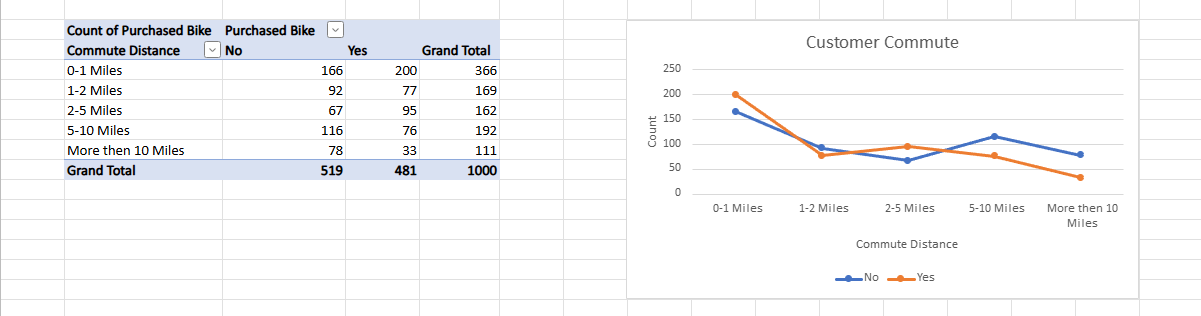 Count of Purchased Bike Purchased Bike
Commute Distance No Yes Grand Total
0-1 Miles 166 200 366
1-2 Miles 92 77 169
2-5 Miles 67 95 162
5-10 Miles 116 76 192
More then 10 Miles 78 33 111
Grand Total 519 481 1000
Customer Commute
250
200
150
100
50
0
Count
0-1 Miles 1-2 Miles 2-5 Miles 5-10 Miles More then 10
Miles
Commute Distance
No Yes